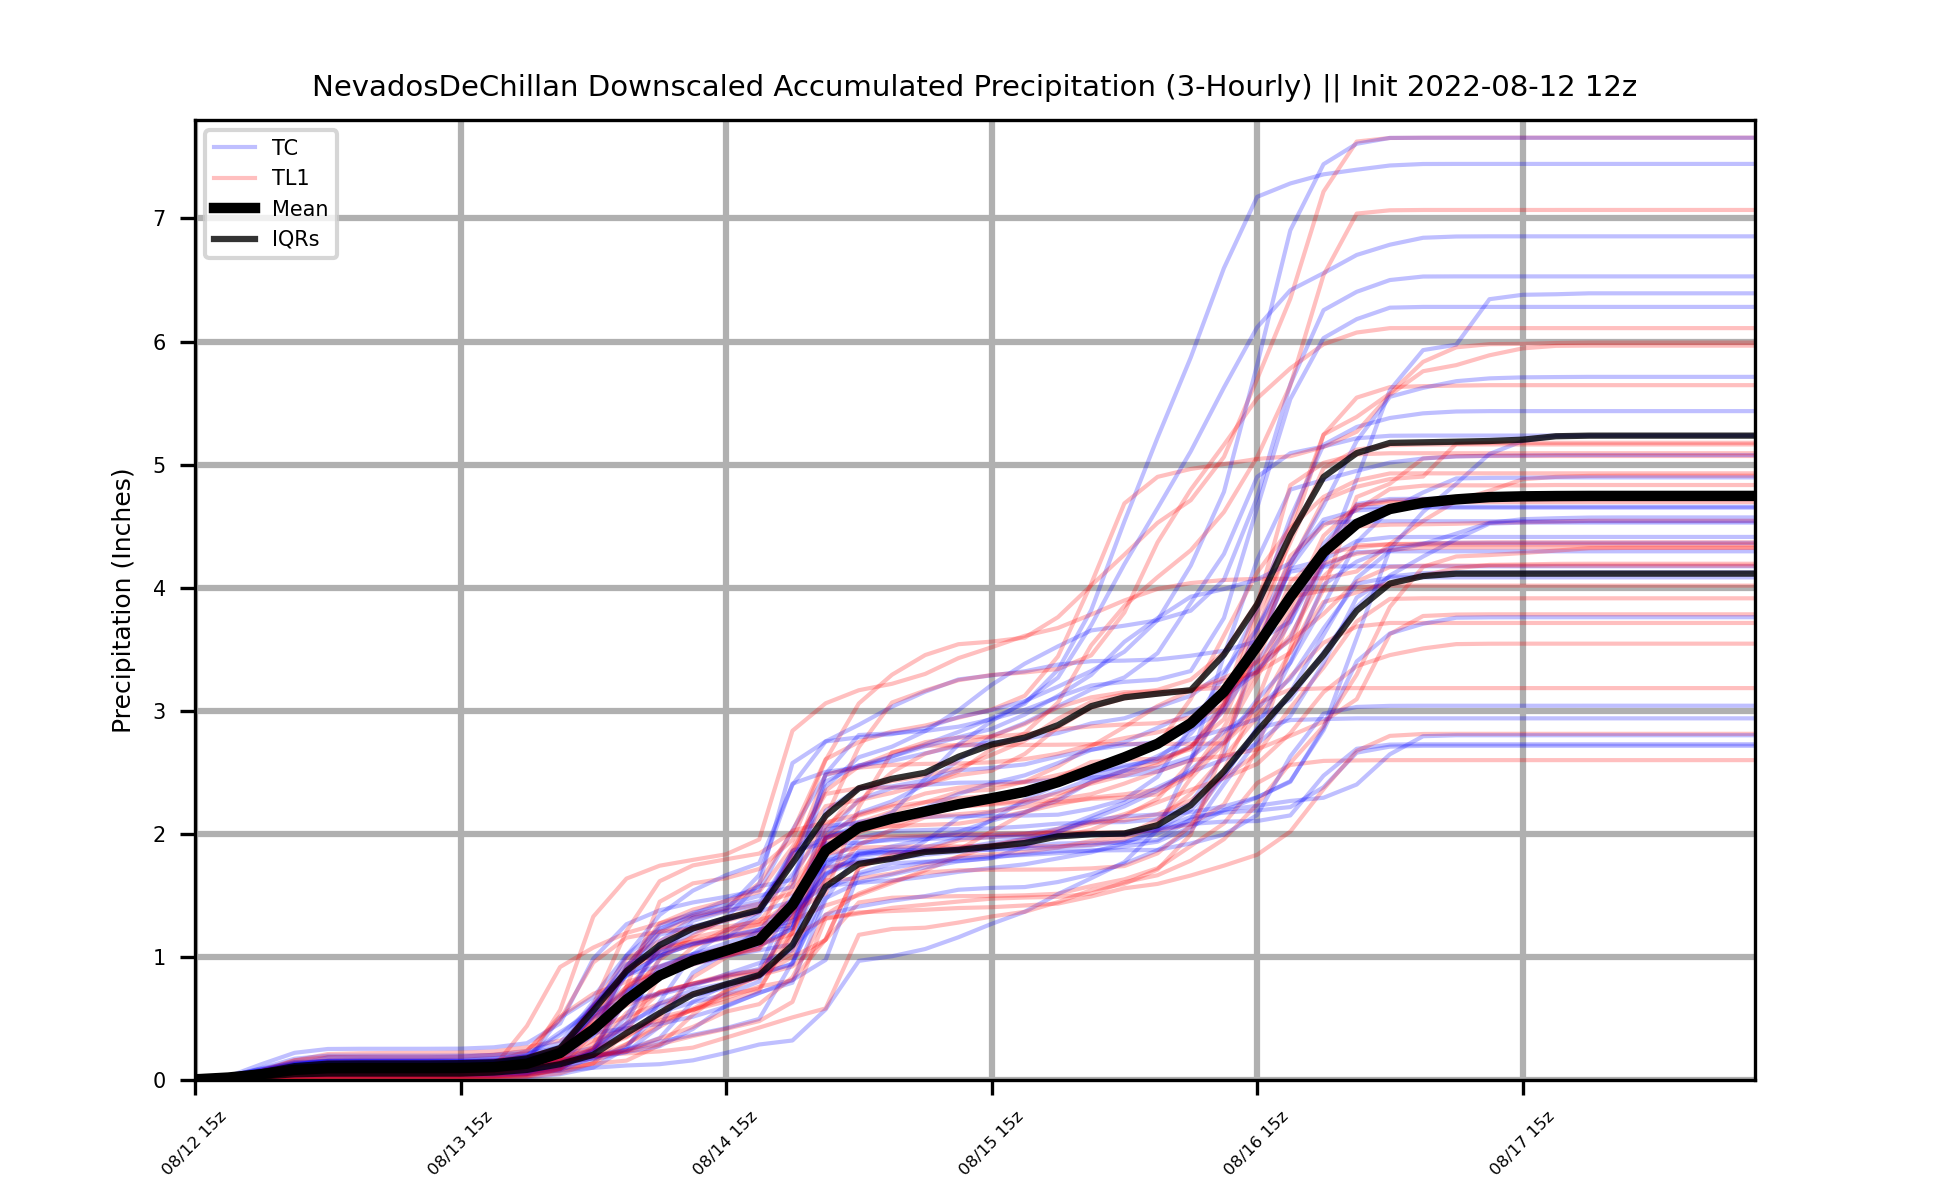 NevadosDeChillan Downscaled Accumulated Precipitation (3-Hourly) || Init 2022-08-12 12z
TC
TL1
Mean
IQRs
Precipitation (Inches)
7
6
5
4
3
2
1
0
08/12 15z
08/13 15z
08/14 15z
08/15 15z
08/16 15z
08/17 15z